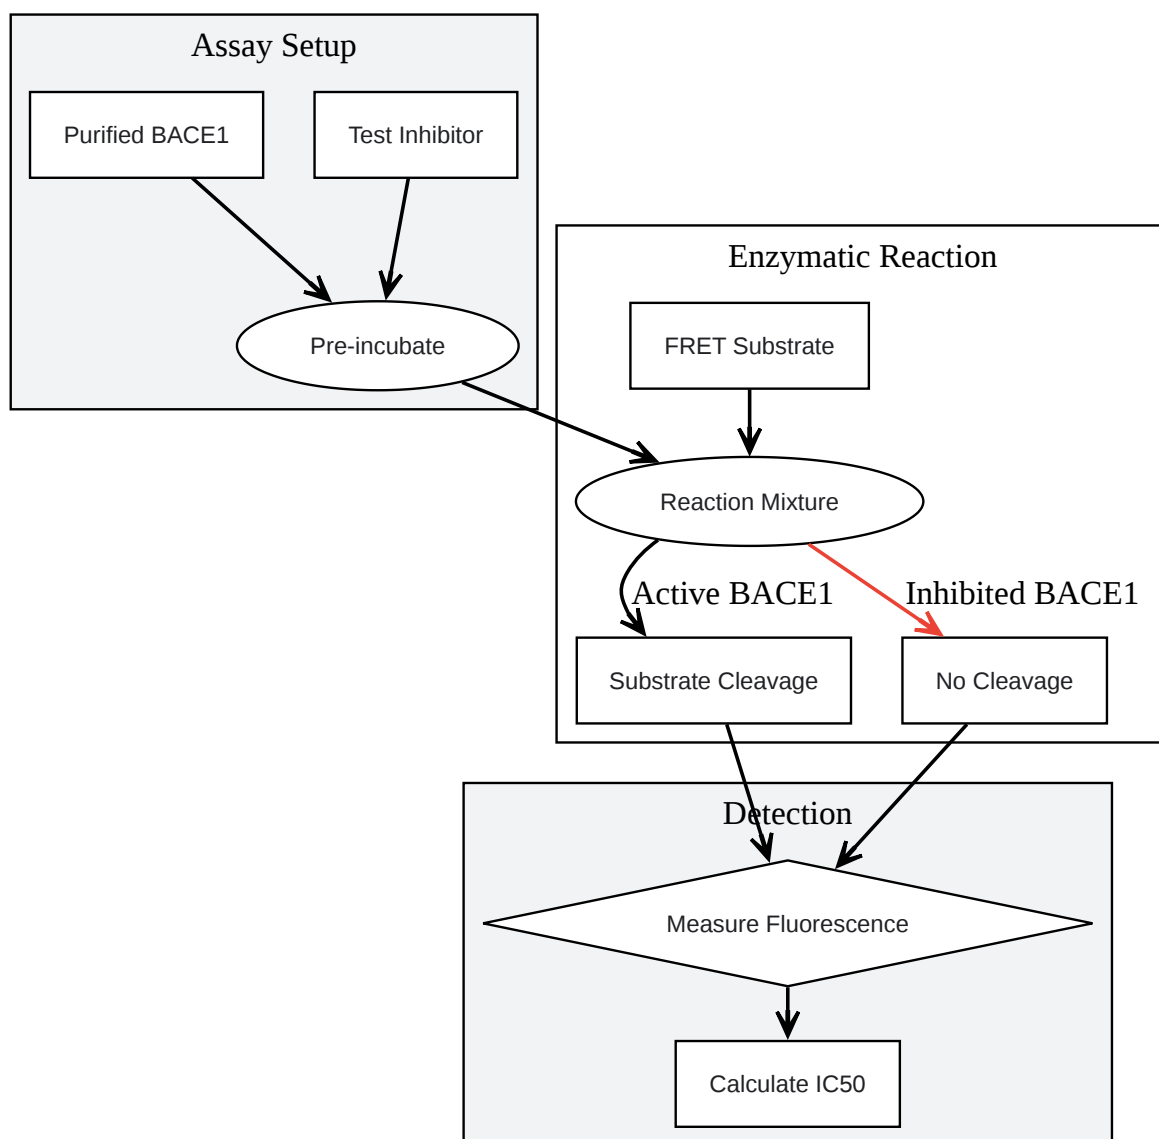 Assay Setup
Purified BACE1
Test Inhibitor
Pre-incubate
Enzymatic Reaction
FRET Substrate
Reaction Mixture
Active BACE1
Inhibited BACE1
Substrate Cleavage
No Cleavage
Detection
Measure Fluorescence
Calculate IC50